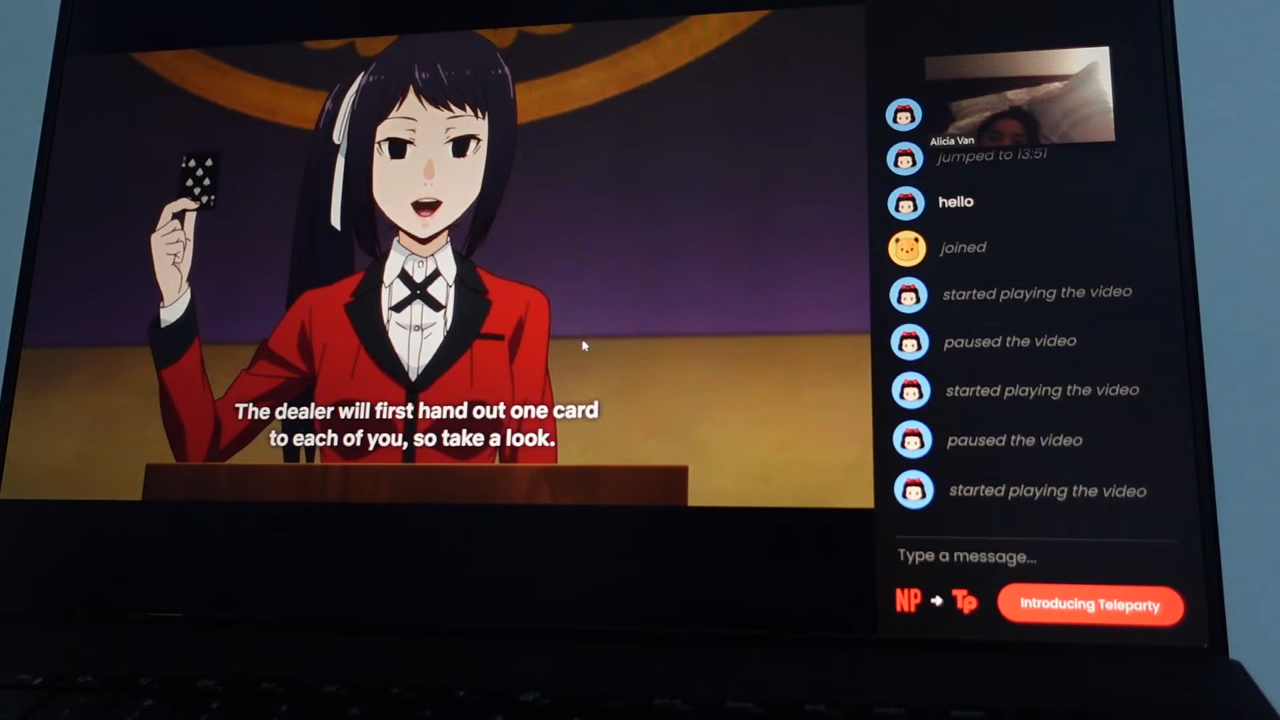 The dealer will first hand out one card
to each of you, so take a look.
Alicia Van
jumped to 13:51
hello
joined
started playing the video
paused the video
started playing the video
paused the video
started playing the video
Type a message...
NP Tp
Introducing Teleparty